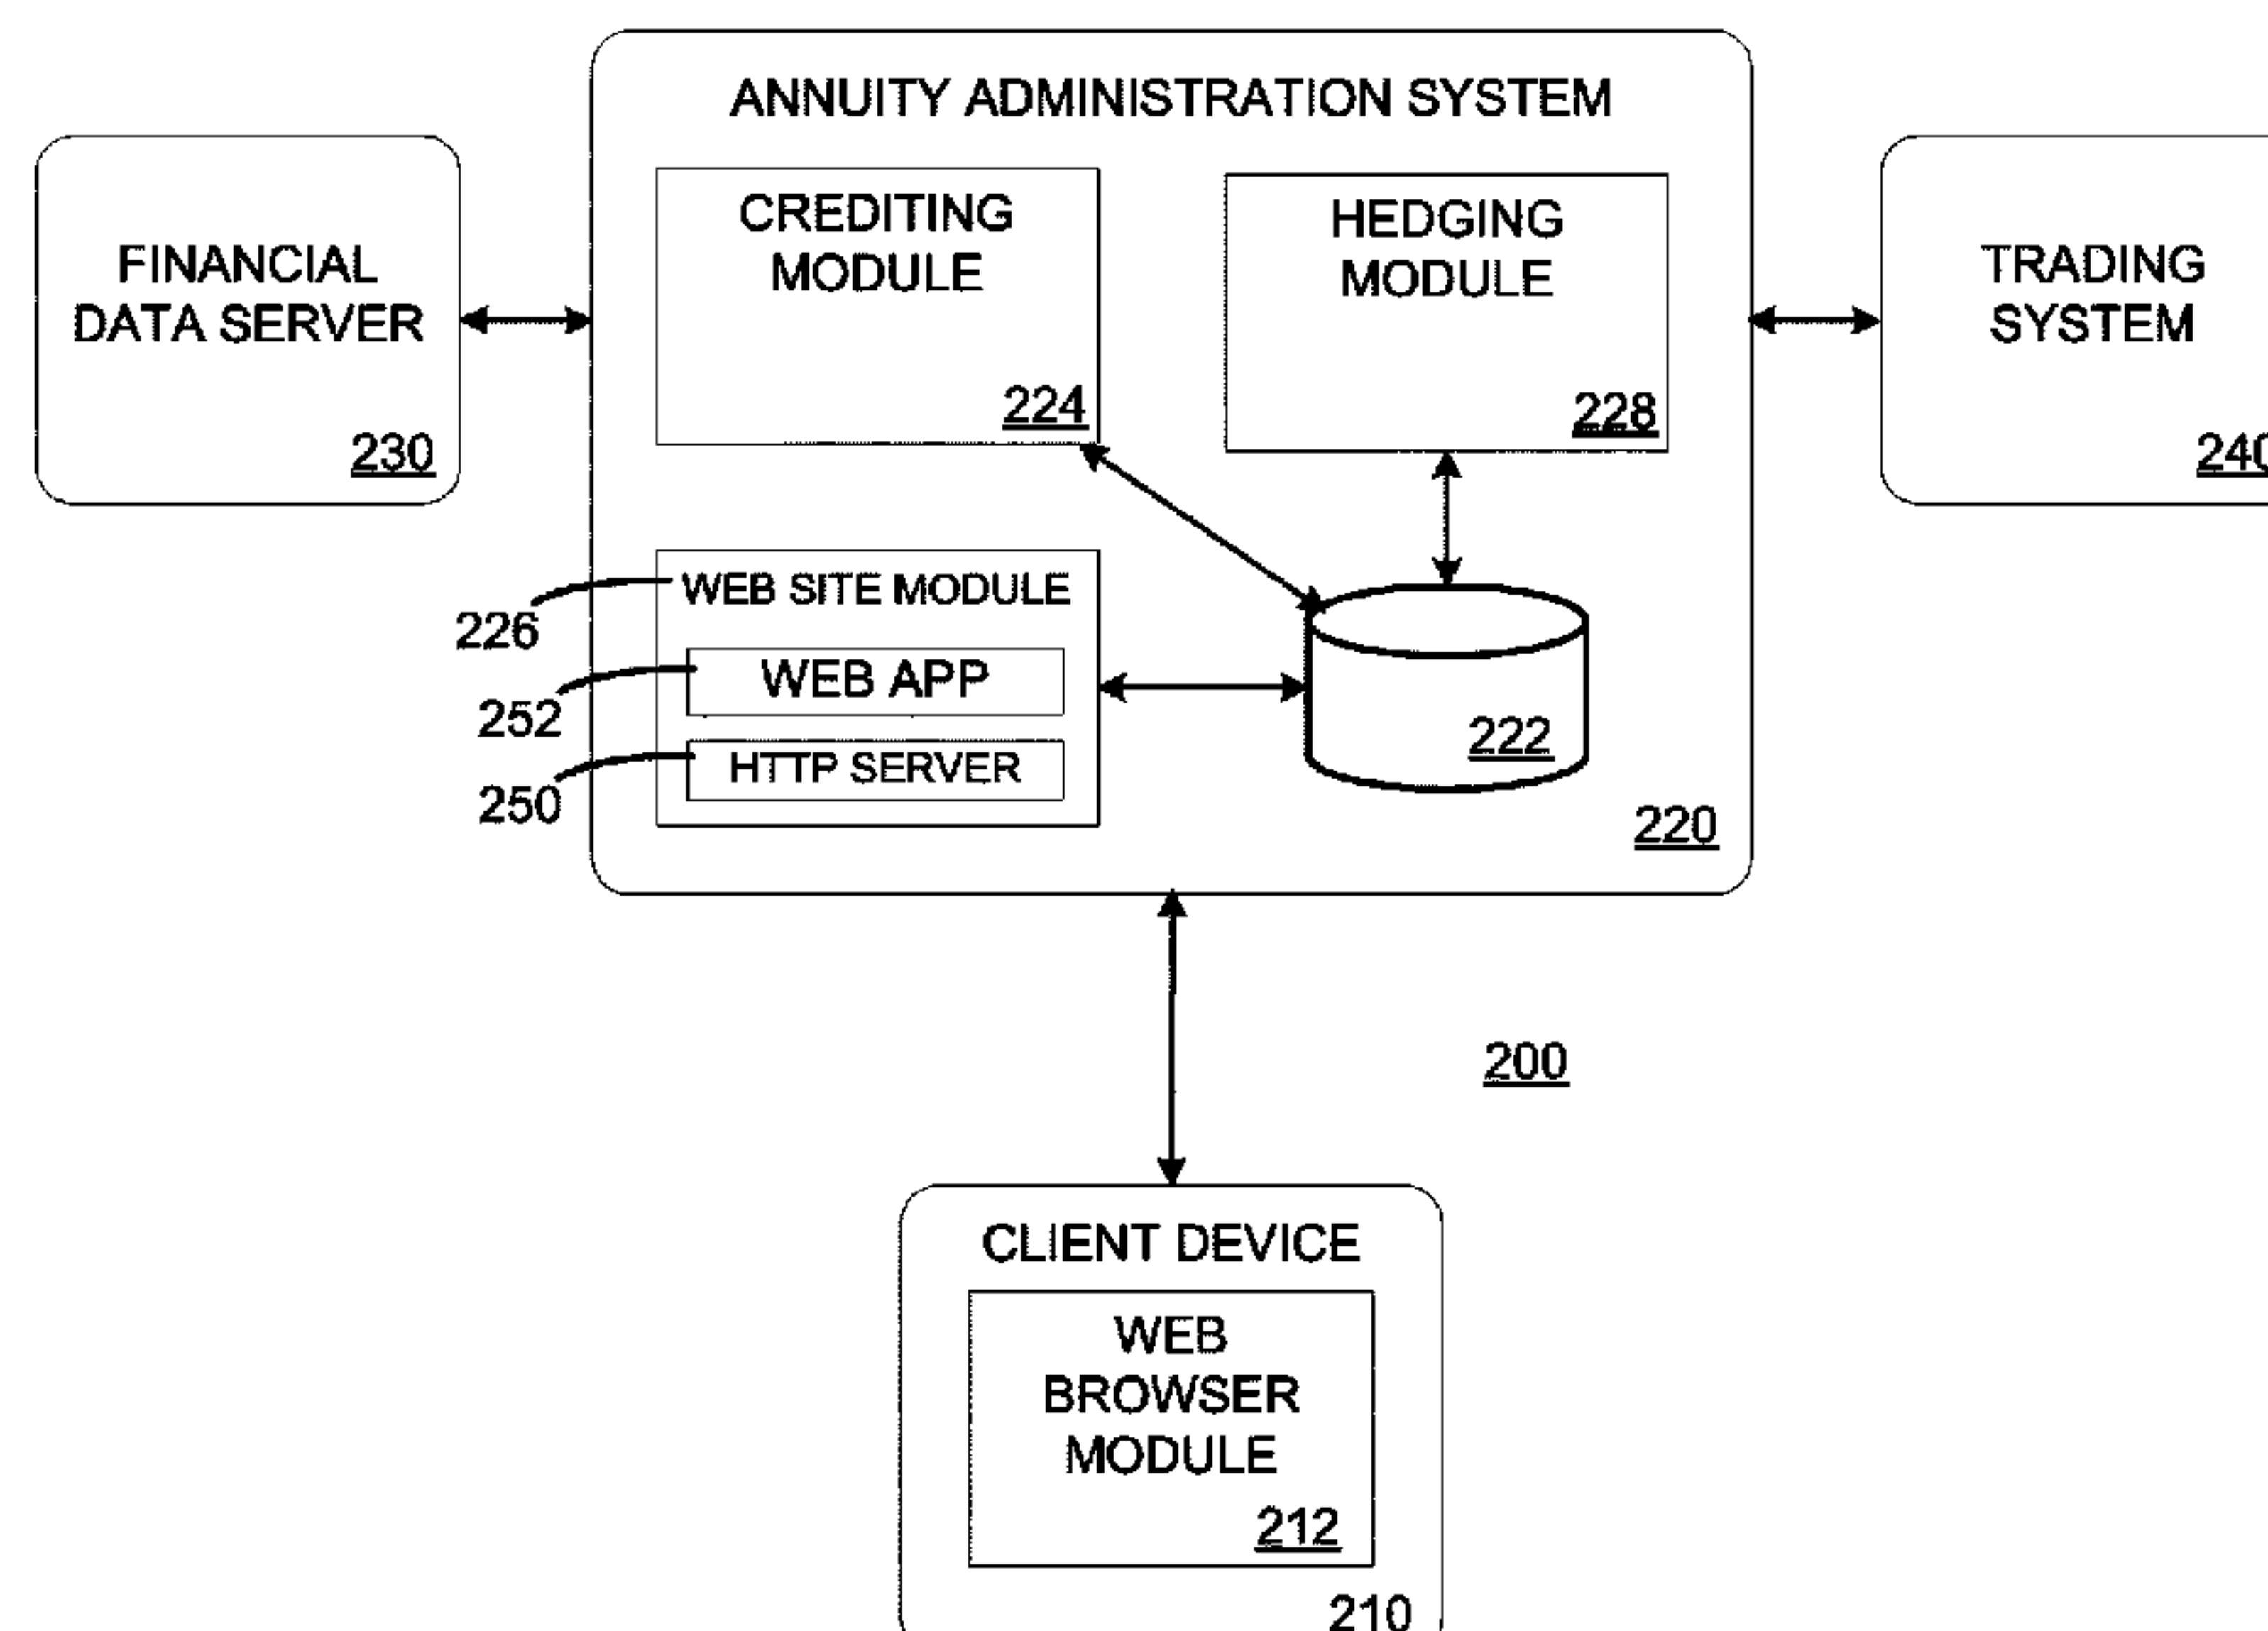 ANNUITY ADMINISTRATION SYSTEM
FINANCIAL
DATA SERVER
230
CREDITING
MODULE
224
HEDGING
MODULE
228
TRADING
SYSTEM
240
WEB SITE MODULE
226
WEB APP
252
HTTP SERVER
250
222
220
200
CLIENT DEVICE
WEB
BROWSER
MODULE
212
210